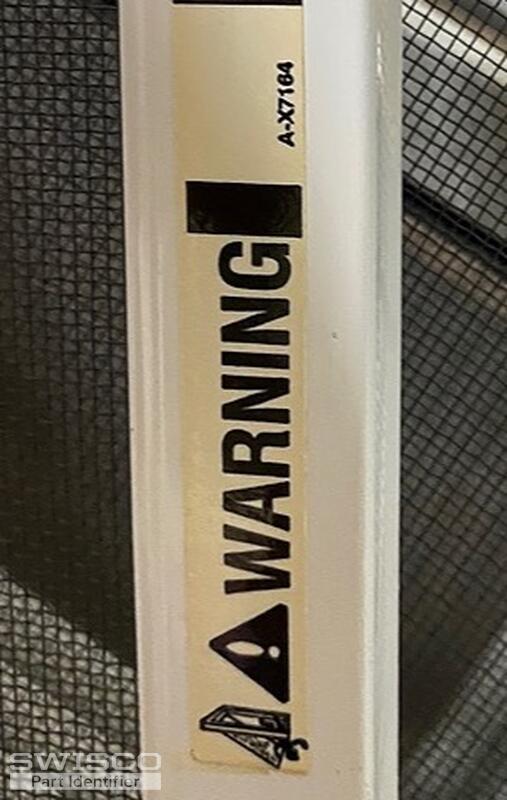 WARNING
A-X7164
SWISCO
Part Identifier